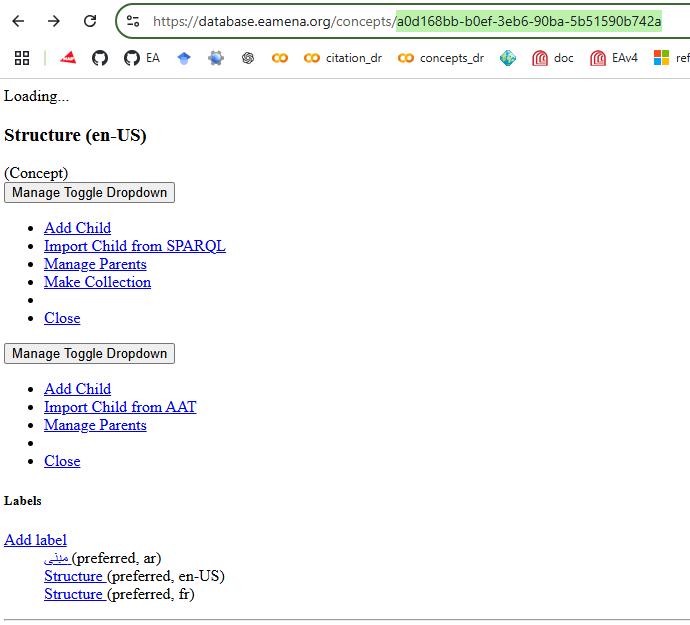 https://database.eamena.org/concepts/a0d168bb-b0ef-3eb6-90ba-5b51590b742a
EA citation_dr concepts_dr doc EAv4 ref
Loading...
Structure (en-US)
(Concept)
Manage Toggle Dropdown
Add Child
Import Child from SPARQL
Manage Parents
Make Collection
Close
Manage Toggle Dropdown
Add Child
Import Child from AAT
Manage Parents
Close
Labels
Add label
مبنى (preferred, ar)
Structure (preferred, en-US)
Structure (preferred, fr)